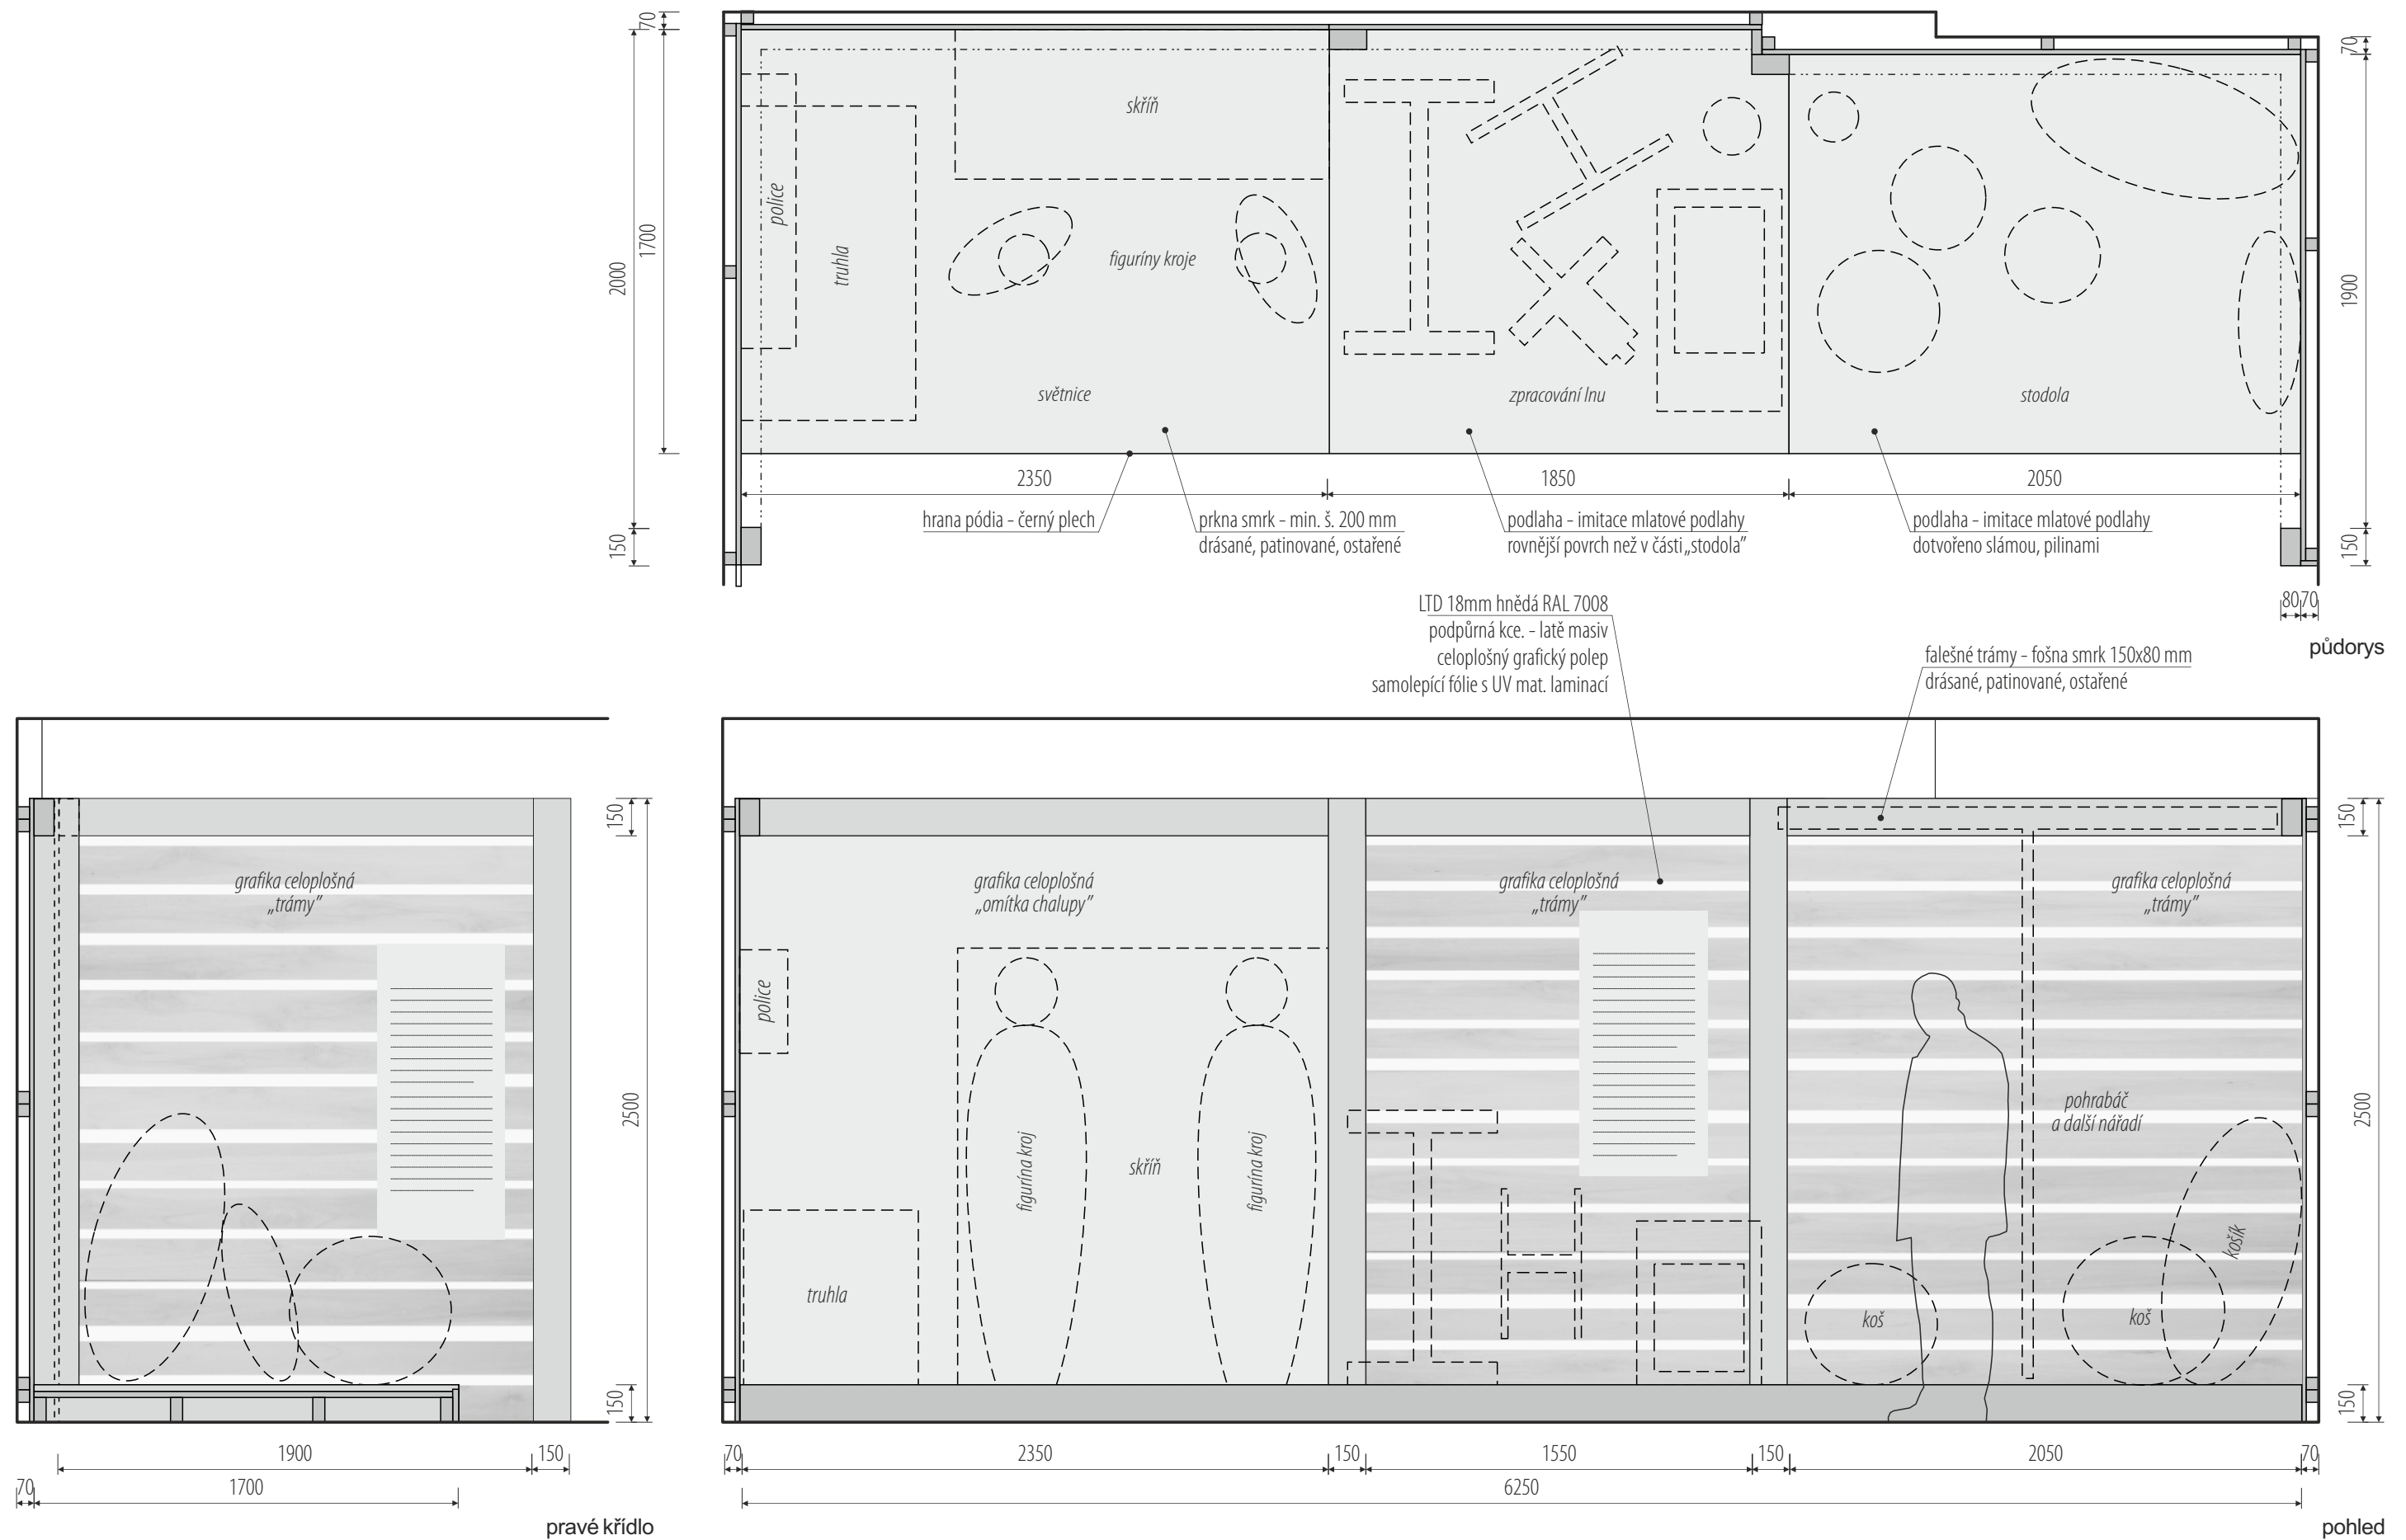 70
2000
1700
150
police
truhla
skříň
figuríny kroje
světnice
zpracování lnu
stodola
70
1900
150
2350
1850
2050
hrana pódia - černý plech
prkna smrk - min. š. 200 mm
drásané, patinované, ostařené
podlaha - imitace mlatové podlahy
rovnější povrch než v části „stodola”
podlaha - imitace mlatové podlahy
dotvořeno slámou, pilinami
80
70
půdorys
LTD 18mm hnědá RAL 7008
podpůrná kce. - latě masiv
celoplošný grafický polep
samolepící fólie s UV mat. laminací
falešné trámy - fošna smrk 150x80 mm
drásané, patinované, ostařené
grafika celoplošná
„trámy”
150
2500
150
1900
150
70
1700
pravé křídlo
grafika celoplošná
„omítka chalupy”
police
truhla
figurína kroj
skříň
figurína kroj
grafika celoplošná
„trámy”
grafika celoplošná
„trámy”
pohrabáč
a další nářadí
koš
koš
košík
150
2500
150
70
2350
150
1550
150
2050
70
6250
pohled